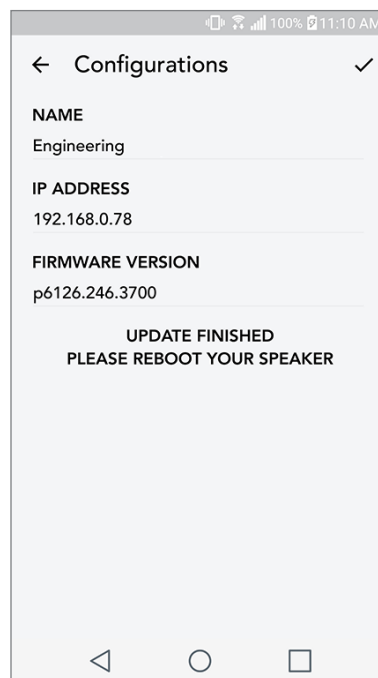 100% 11:10 AM
Configurations
NAME
Engineering
IP ADDRESS
192.168.0.78
FIRMWARE VERSION
p6126.246.3700
UPDATE FINISHED
PLEASE REBOOT YOUR SPEAKER